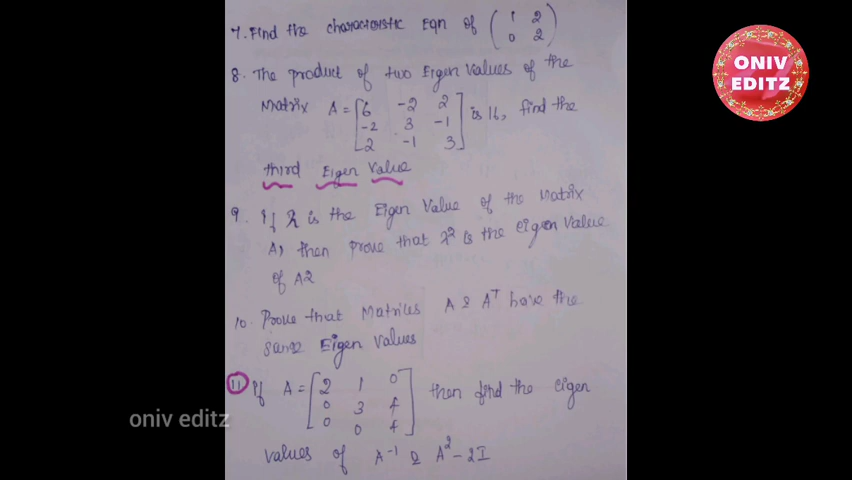 7. Find the characteristic Eqn of (1 2
0 2)
8. The product of two Eigen values of the
Matrix A = [6 -2 2
-2 3 -1
2 -1 3] is 16, find the
third Eigen Value
9. If λ is the Eigen value of the Matrix
A, then prove that λ² is the eigen value
of A2
10. Prove that Matrices A & Aᵀ have the
same Eigen values
11 If A = [2 1 0
0 3 4
0 0 4] then find the eigen
values of A⁻¹ & A² - 2I
ONIV
EDITZ
oniv editz